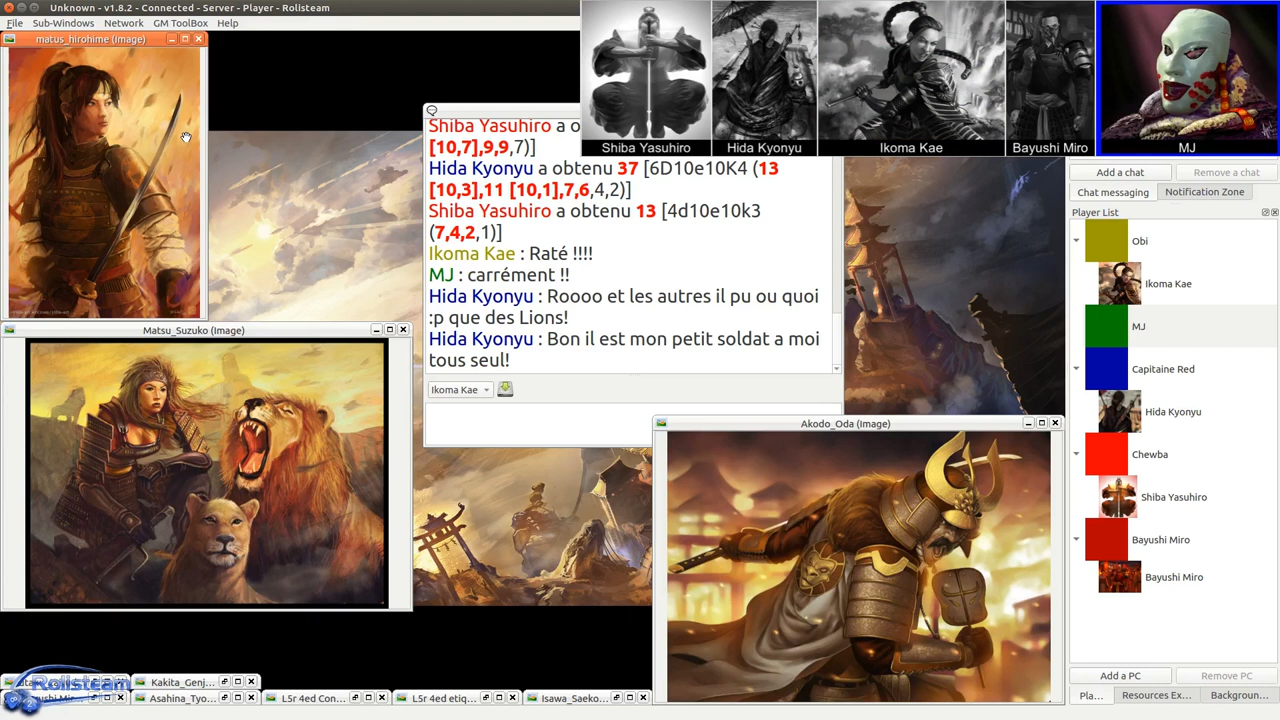 Unknown - v1.8.2 - Connected - Server - Player - Rolisteam
File Sub-Windows Network GM ToolBox Help
matus_hirohime (Image)
Shiba Yasuhiro
Hida Kyonyu
Ikoma Kae
Bayushi Miro
MJ
Shiba Yasuhiro a o
[10,7],9,9,7)]
Hida Kyonyu a obtenu 37 [6D10e10K4 (13
[10,3],11 [10,1],7,6,4,2)]
Shiba Yasuhiro a obtenu 13 [4d10e10k3
(7,4,2,1)]
Ikoma Kae : Raté !!!!
MJ : carrément !!
Hida Kyonyu : Roooo et les autres il pu ou quoi
:p que des Lions!
Hida Kyonyu : Bon il est mon petit soldat a moi
tous seul!
Ikoma Kae
Matsu_Suzuko (Image)
Akodo_Oda (Image)
Add a chat
Remove a chat
Chat messaging
Notification Zone
Player List
Obi
Ikoma Kae
MJ
Capitaine Red
Hida Kyonyu
Chewba
Shiba Yasuhiro
Bayushi Miro
Bayushi Miro
Add a PC
Remove PC
Pla...
Resources Ex...
Backgroun...
Kakita_Genj...
Rolisteam
Asahina_Tyo...
L5r 4ed Con...
L5r 4ed etiq...
Isawa_Saeko...